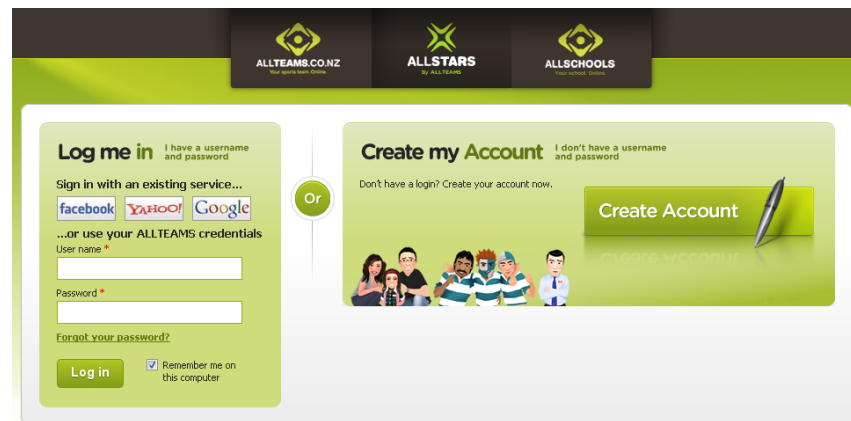 ALLTEAMS.CO.NZ
Your sports team. Online.
ALLSTARS
By ALLTEAMS
ALLSCHOOLS
Your school. Online.
Log me in
I have a username
and password
Sign in with an existing service...
facebook YAHOO! Google
...or use your ALLTEAMS credentials
User name *
Password *
Forgot your password?
Log in
Remember me on
this computer
Or
Create my Account
I don't have a username
and password
Don't have a login? Create your account now.
Create Account